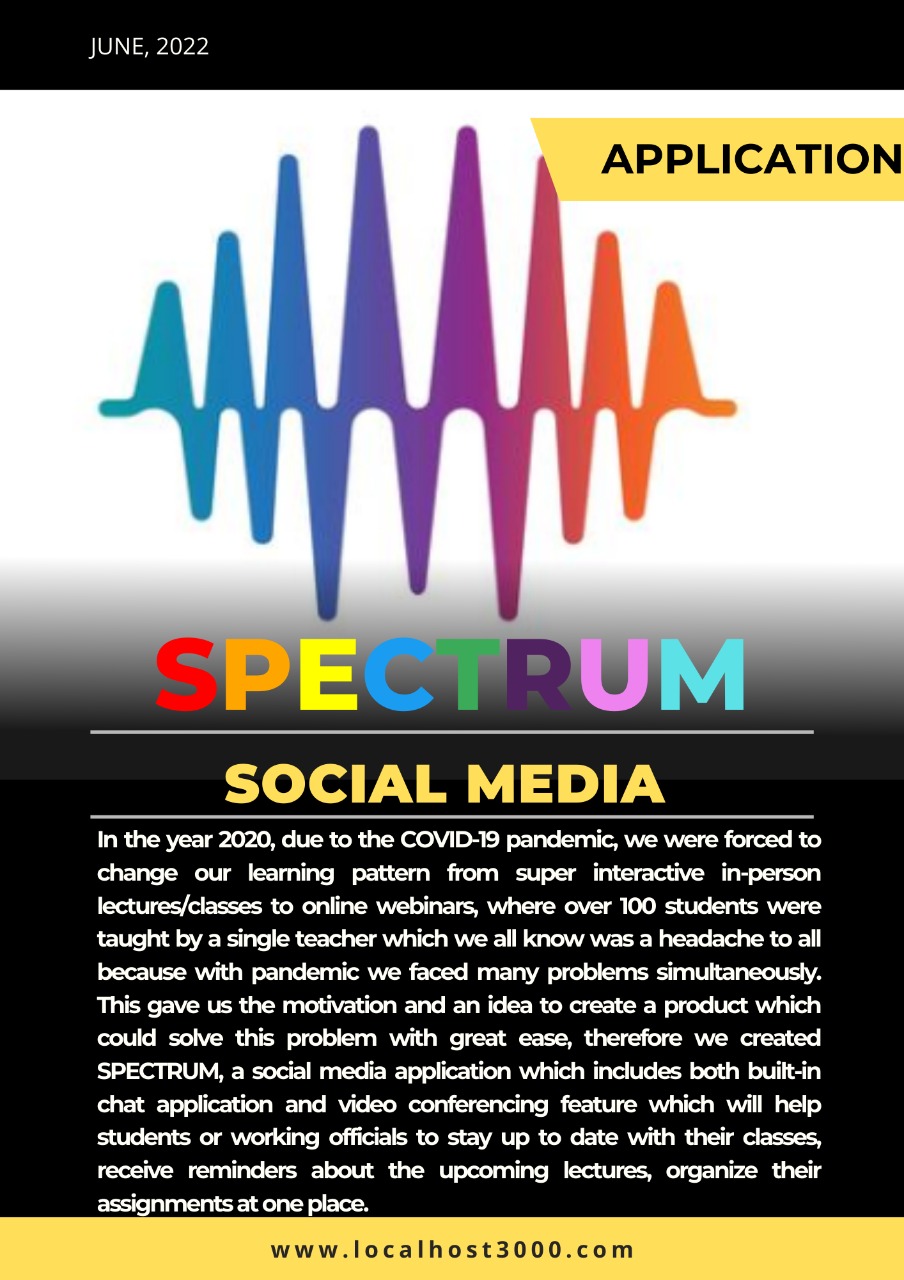 JUNE, 2022
APPLICATION
SPECTRUM
SOCIAL MEDIA
In the year 2020, due to the COVID-19 pandemic, we were forced to
change our learning pattern from super interactive in-person
lectures/classes to online webinars, where over 100 students were
taught by a single teacher which we all know was a headache to all
because with pandemic we faced many problems simultaneously.
This gave us the motivation and an idea to create a product which
could solve this problem with great ease, therefore we created
SPECTRUM, a social media application which includes both built-in
chat application and video conferencing feature which will help
students or working officials to stay up to date with their classes,
receive reminders about the upcoming lectures, organize their
assignments at one place.
www.localhost3000.com